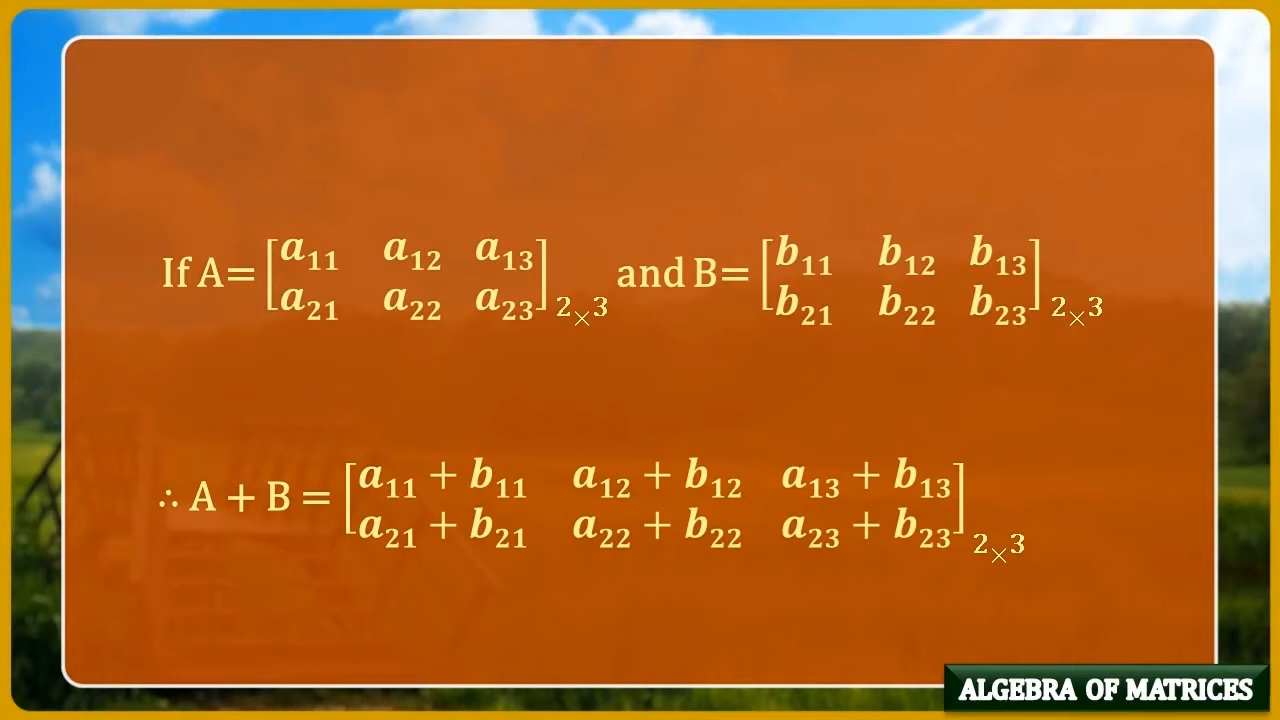 If A= [a₁₁ a₁₂ a₁₃
a₂₁ a₂₂ a₂₃]₂×₃ and B= [b₁₁ b₁₂ b₁₃
b₂₁ b₂₂ b₂₃]₂×₃
∴ A + B = [a₁₁ + b₁₁ a₁₂ + b₁₂ a₁₃ + b₁₃
a₂₁ + b₂₁ a₂₂ + b₂₂ a₂₃ + b₂₃]₂×₃
ALGEBRA OF MATRICES